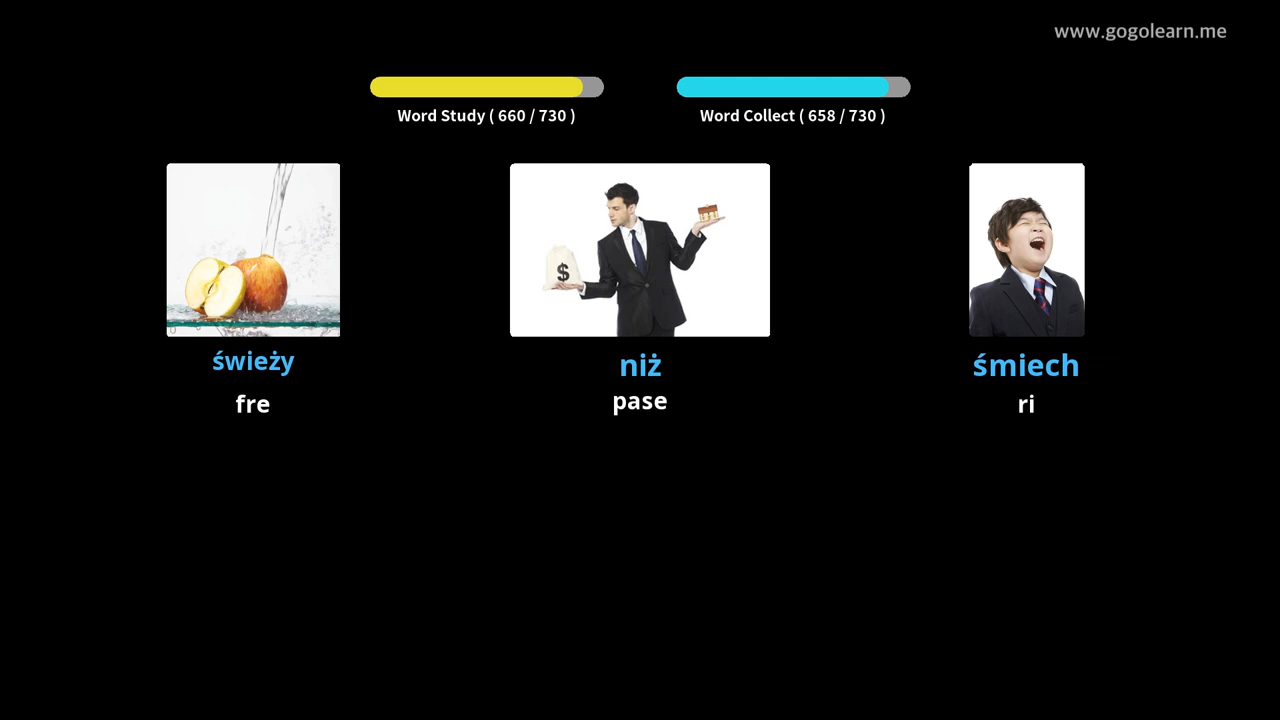 www.gogolearn.me
Word Study ( 660 / 730 )
Word Collect ( 658 / 730 )
$
świeży
niż
śmiech
fre
pase
ri